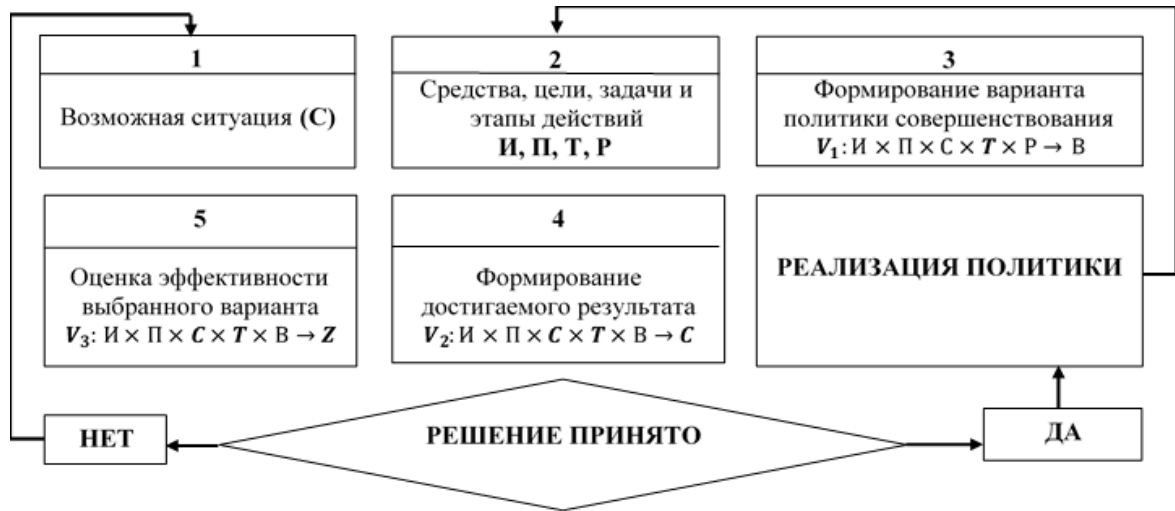 1
Возможная ситуация (С)
2
Средства, цели, задачи и
этапы действий
И, П, Т, Р
3
Формирование варианта
политики совершенствования
V₁: И × П × С × T × Р → В
5
Оценка эффективности
выбранного варианта
V₃: И × П × C × T × В → Z
4
Формирование
достигаемого результата
V₂: И × П × C × T × В → C
РЕАЛИЗАЦИЯ ПОЛИТИКИ
НЕТ
РЕШЕНИЕ ПРИНЯТО
ДА